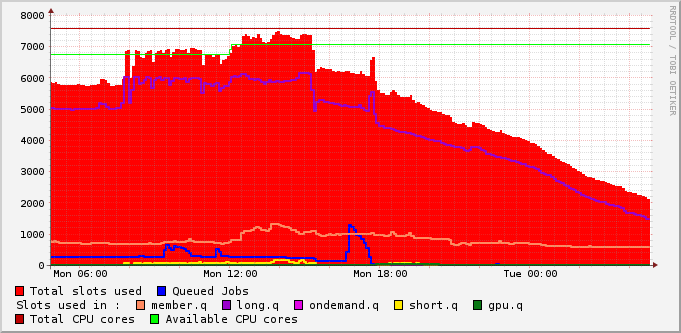 8000
7000
6000
5000
4000
3000
2000
1000
0
Mon 06:00 Mon 12:00 Mon 18:00 Tue 00:00
RRDTOOL / TOBI OETIKER
Total slots used Queued Jobs
Slots used in : member.q long.q ondemand.q short.q gpu.q
Total CPU cores Available CPU cores